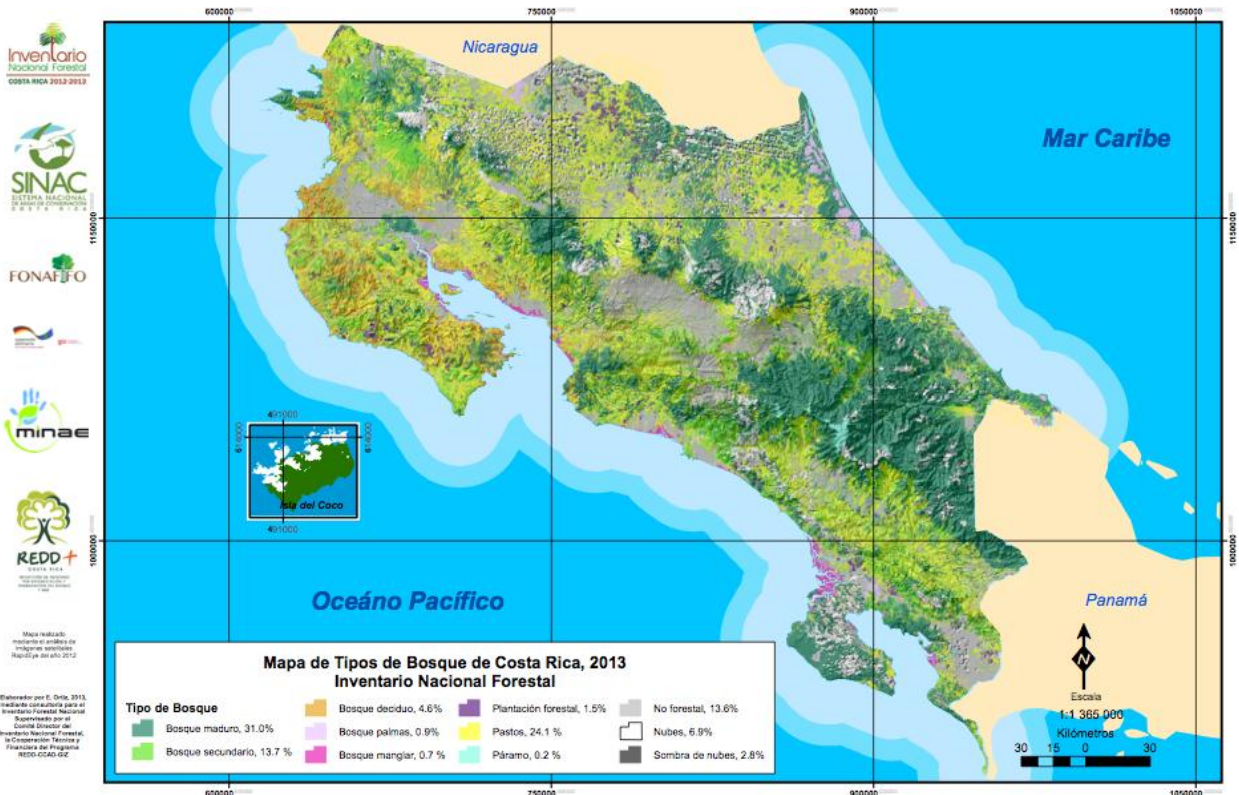 600000 750000 900000 1050000
Inventario
Nacional Forestal
COSTA RICA 2012-2013
SINAC
SISTEMA NACIONAL
DE AREAS DE CONSERVACIÓN
COSTA RICA
FONAFIFO
minae
REDD+
COSTA RICA
Mapa realizado
mediante el análisis de
imágenes satelitales
RapidEye del año 2012
Elaborador por E. Ortiz, 2013,
mediante consultoría para el
Inventario Forestal Nacional
Supervisado por el
Comité Director del
Inventario Nacional Forestal,
la Cooperación Técnica y
Financiera del Programa
REDD-CCAD-GIZ
Nicaragua
Mar Caribe
1150000
1150000
491000
614000
614000
Isla del Coco
491000
1000000
1000000
Oceáno Pacífico
Panamá
N
Escala
1:1 365 000
Kilómetros
30 15 0 30
Mapa de Tipos de Bosque de Costa Rica, 2013
Inventario Nacional Forestal
Tipo de Bosque
Bosque maduro, 31.0%
Bosque secundario, 13.7 %
Bosque deciduo, 4.6%
Bosque palmas, 0.9%
Bosque manglar, 0.7 %
Plantación forestal, 1.5%
Pastos, 24.1 %
Páramo, 0.2 %
No forestal, 13.6%
Nubes, 6.9%
Sombra de nubes, 2.8%
600000 750000 900000 1050000